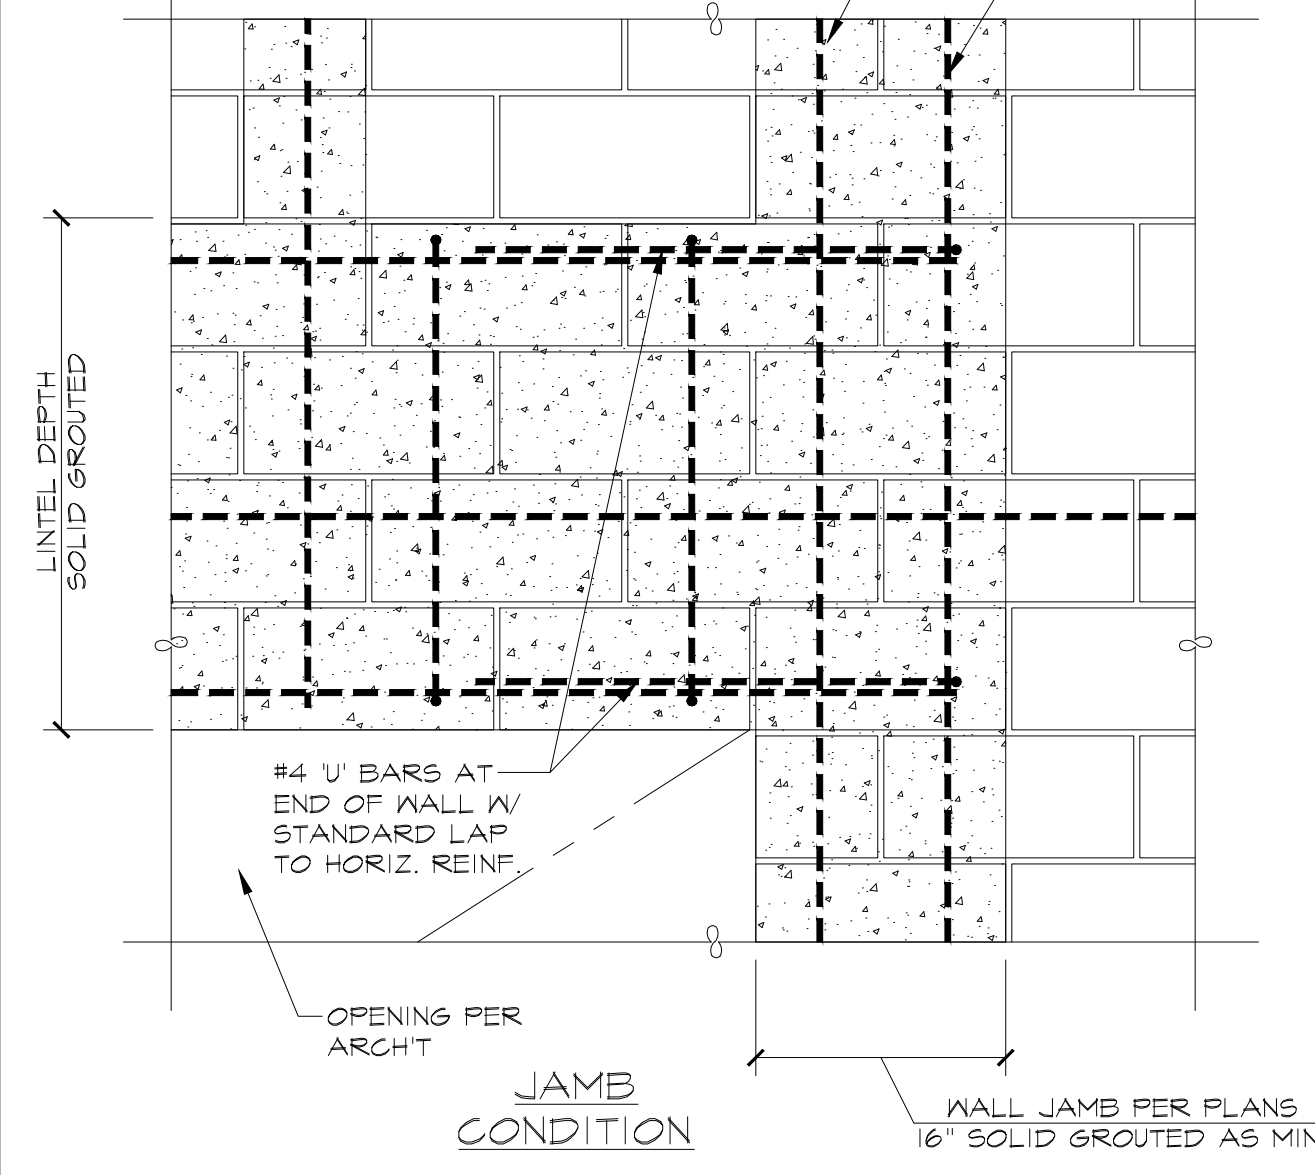 LINTEL DEPTH
SOLID GROUTED
#4 'U' BARS AT
END OF WALL W/
STANDARD LAP
TO HORIZ. REINF.
OPENING PER
ARCH'T
JAMB
CONDITION
WALL JAMB PER PLANS
16" SOLID GROUTED AS MIN